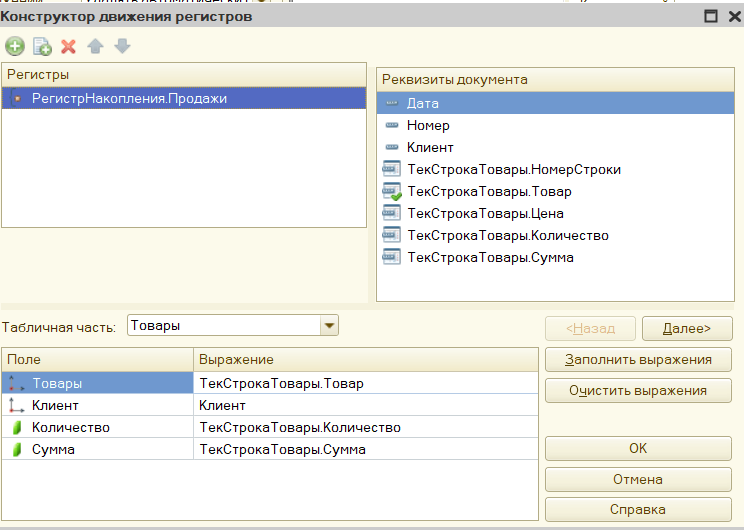 Конструктор движения регистров
Регистры
РегистрНакопления.Продажи
Реквизиты документа
Дата
Номер
Клиент
ТекСтрокаТовары.НомерСтроки
ТекСтрокаТовары.Товар
ТекСтрокаТовары.Цена
ТекСтрокаТовары.Количество
ТекСтрокаТовары.Сумма
Табличная часть: Товары
<Назад Далее>
Поле Выражение
Товары ТекСтрокаТовары.Товар
Клиент Клиент
Количество ТекСтрокаТовары.Количество
Сумма ТекСтрокаТовары.Сумма
Заполнить выражения
Очистить выражения
OK
Отмена
Справка